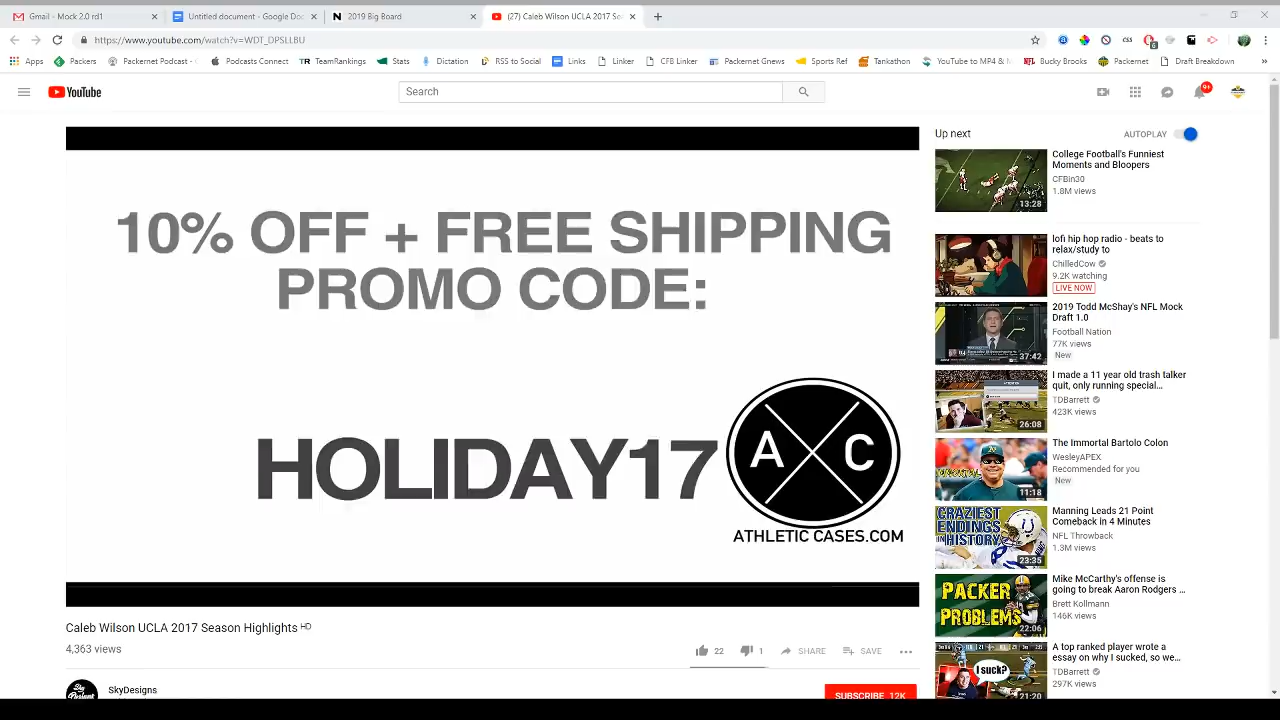 Gmail - Mock 2.0 rd1
Untitled document - Google Doc
2019 Big Board
(27) Caleb Wilson UCLA 2017 Se
https://www.youtube.com/watch?v=WDT_DPSLLBU
CSS
6
Apps
Packers
Packernet Podcast -
Podcasts Connect
TR TeamRankings
Stats
Dictation
RSS to Social
Links
Linker
CFB Linker
Packernet Gnews
Sports Ref
Tankathon
YouTube to MP4 & M
Bucky Brooks
Packernet
Draft Breakdown
»
YouTube
Search
9+
Up next
AUTOPLAY
10% OFF + FREE SHIPPING
PROMO CODE:
HOLIDAY17
A C
ATHLETIC CASES.COM
Caleb Wilson UCLA 2017 Season Highlights HD
4,363 views
22
1
SHARE
SAVE
SkyDesigns
SUBSCRIBE 12K
13:28
College Football's Funniest
Moments and Bloopers
CFBin30
1.8M views
lofi hip hop radio - beats to
relax/study to
ChilledCow
9.2K watching
LIVE NOW
37:42
2019 Todd McShay's NFL Mock
Draft 1.0
Football Nation
77K views
New
26:08
I made a 11 year old trash talker
quit, only running special...
TDBarrett
423K views
11:18
The Immortal Bartolo Colon
WesleyAPEX
Recommended for you
New
CRAZIEST
ENDINGS
IN
HISTORY
23:35
Manning Leads 21 Point
Comeback in 4 Minutes
NFL Throwback
1.3M views
PACKER
PROBLEMS
22:06
Mike McCarthy's offense is
going to break Aaron Rodgers ...
Brett Kollmann
146K views
I suck?
21:20
A top ranked player wrote a
essay on why I sucked, so we...
TDBarrett
297K views